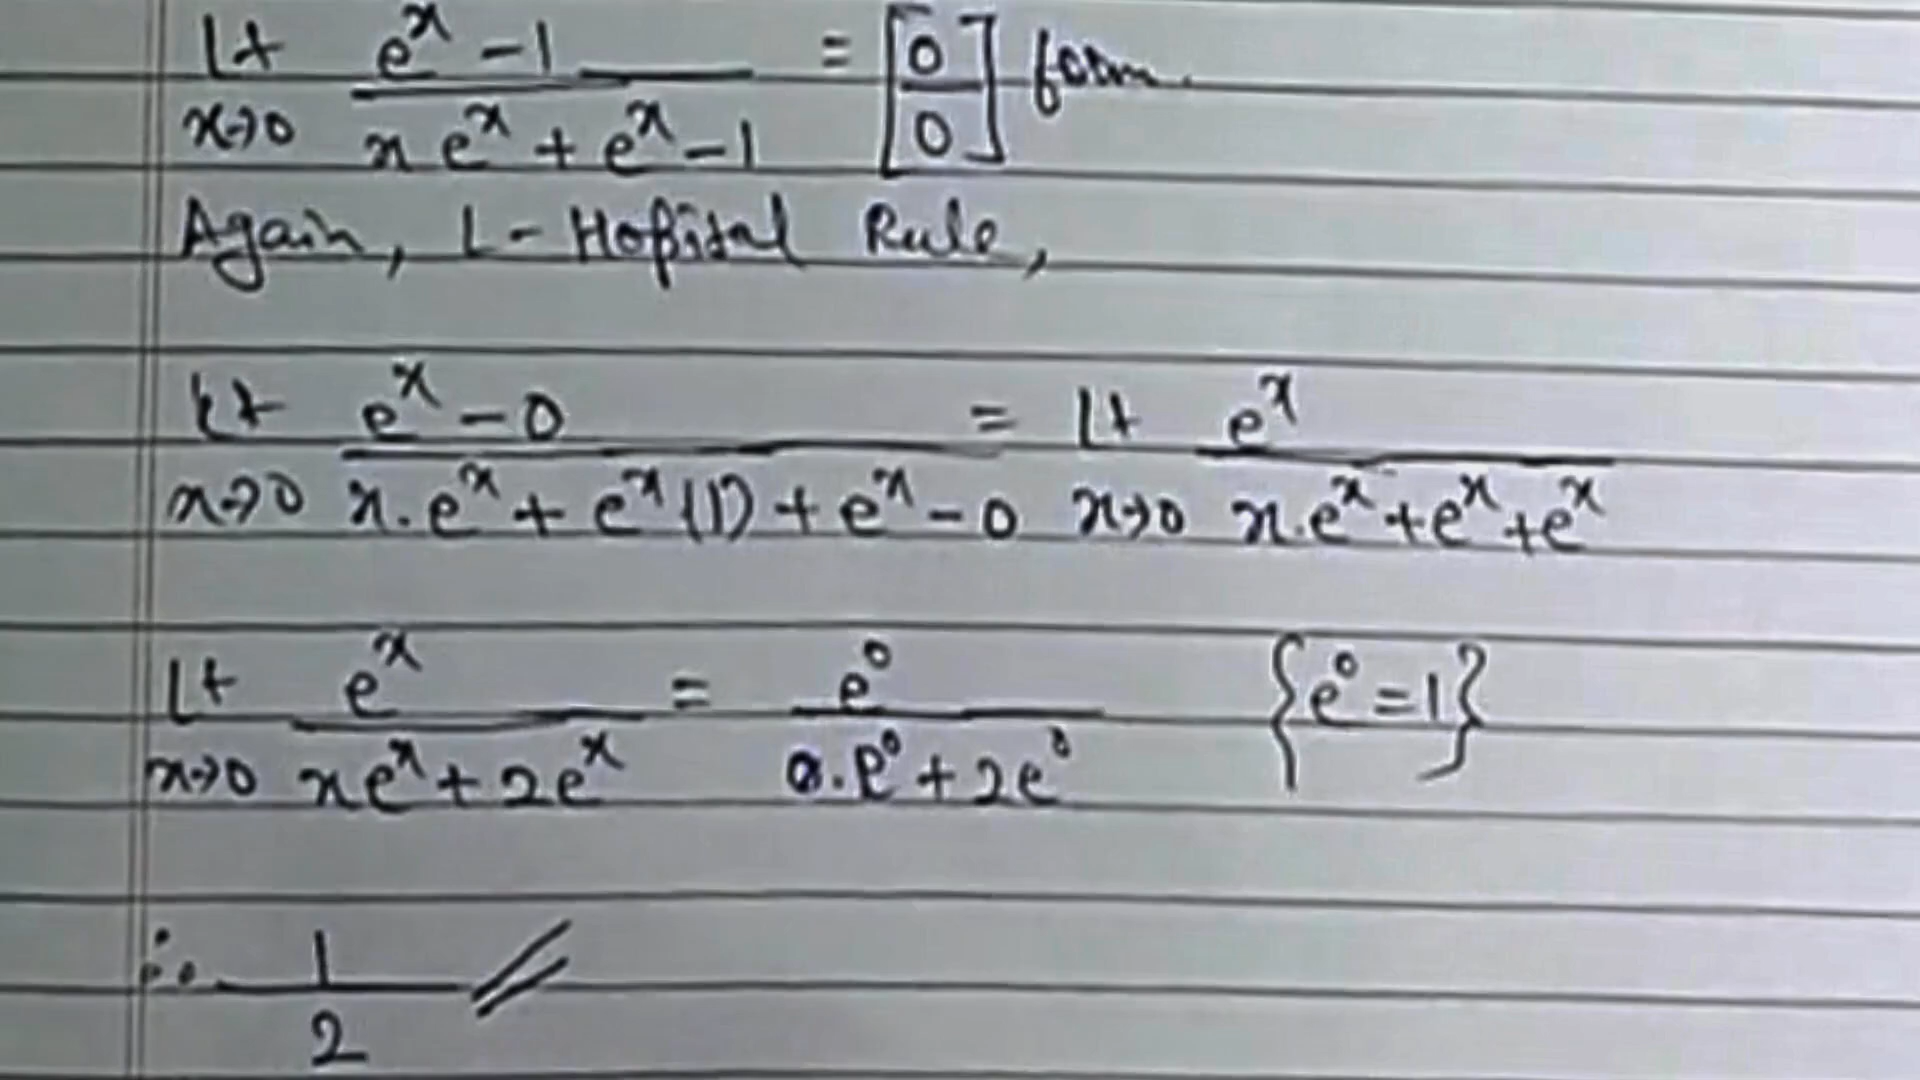 Lt x→0 (e^x - 1)/(x e^x + e^x - 1) = [0/0] form.
Again, L-Hopital Rule,
Lt x→0 (e^x - 0)/(x.e^x + e^x(1) + e^x - 0) = Lt x→0 e^x/(x.e^x + e^x + e^x)
Lt x→0 e^x/(xe^x + 2e^x) = e^0/(0.e^0 + 2e^0) {e^0 = 1}
∴ 1/2 //